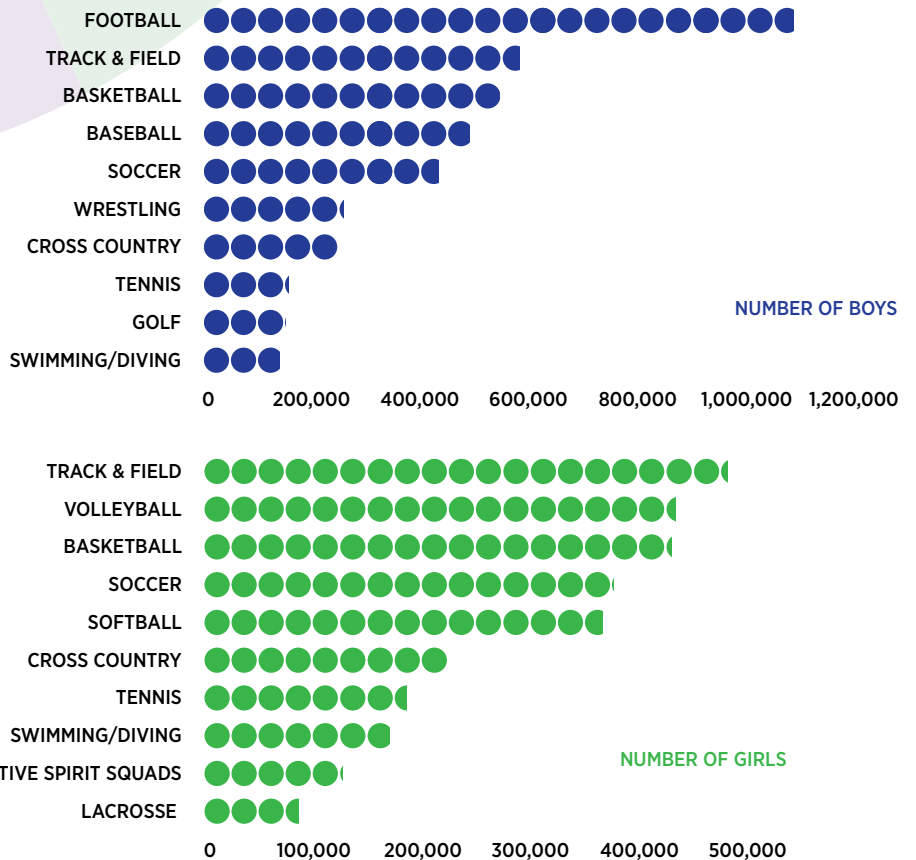 FOOTBALL
TRACK & FIELD
BASKETBALL
BASEBALL
SOCCER
WRESTLING
CROSS COUNTRY
TENNIS
NUMBER OF BOYS
GOLF
SWIMMING/DIVING
0 200,000 400,000 600,000 800,000 1,000,000 1,200,000
TRACK & FIELD
VOLLEYBALL
BASKETBALL
SOCCER
SOFTBALL
CROSS COUNTRY
TENNIS
SWIMMING/DIVING
NUMBER OF GIRLS
TIVE SPIRIT SQUADS
LACROSSE
0 100,000 200,000 300,000 400,000 500,000